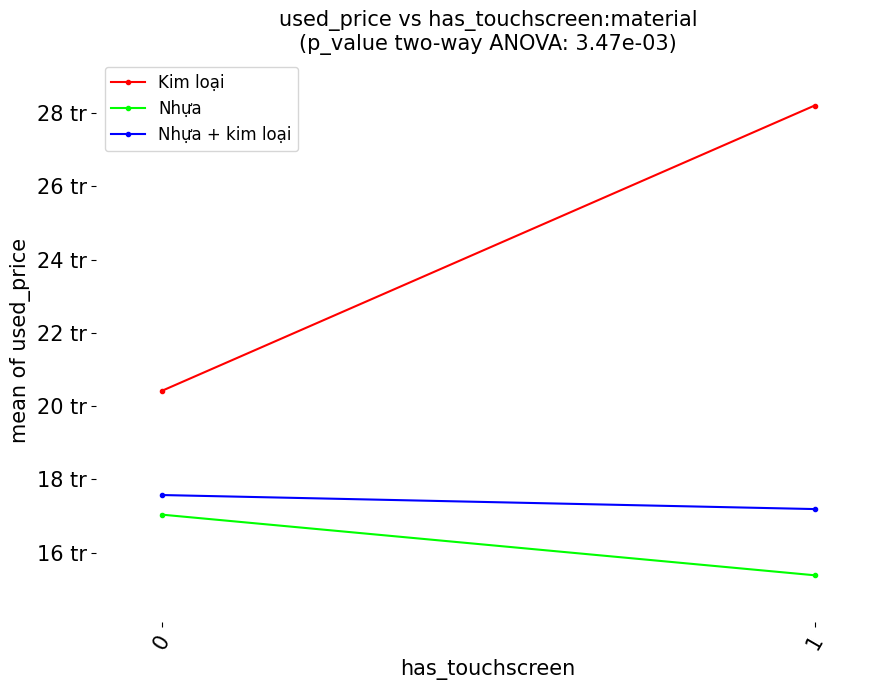 used_price vs has_touchscreen:material
(p_value two-way ANOVA: 3.47e-03)
Kim loại
Nhựa
Nhựa + kim loại
28 tr
26 tr
24 tr
22 tr
20 tr
18 tr
16 tr
mean of used_price
0
1
has_touchscreen